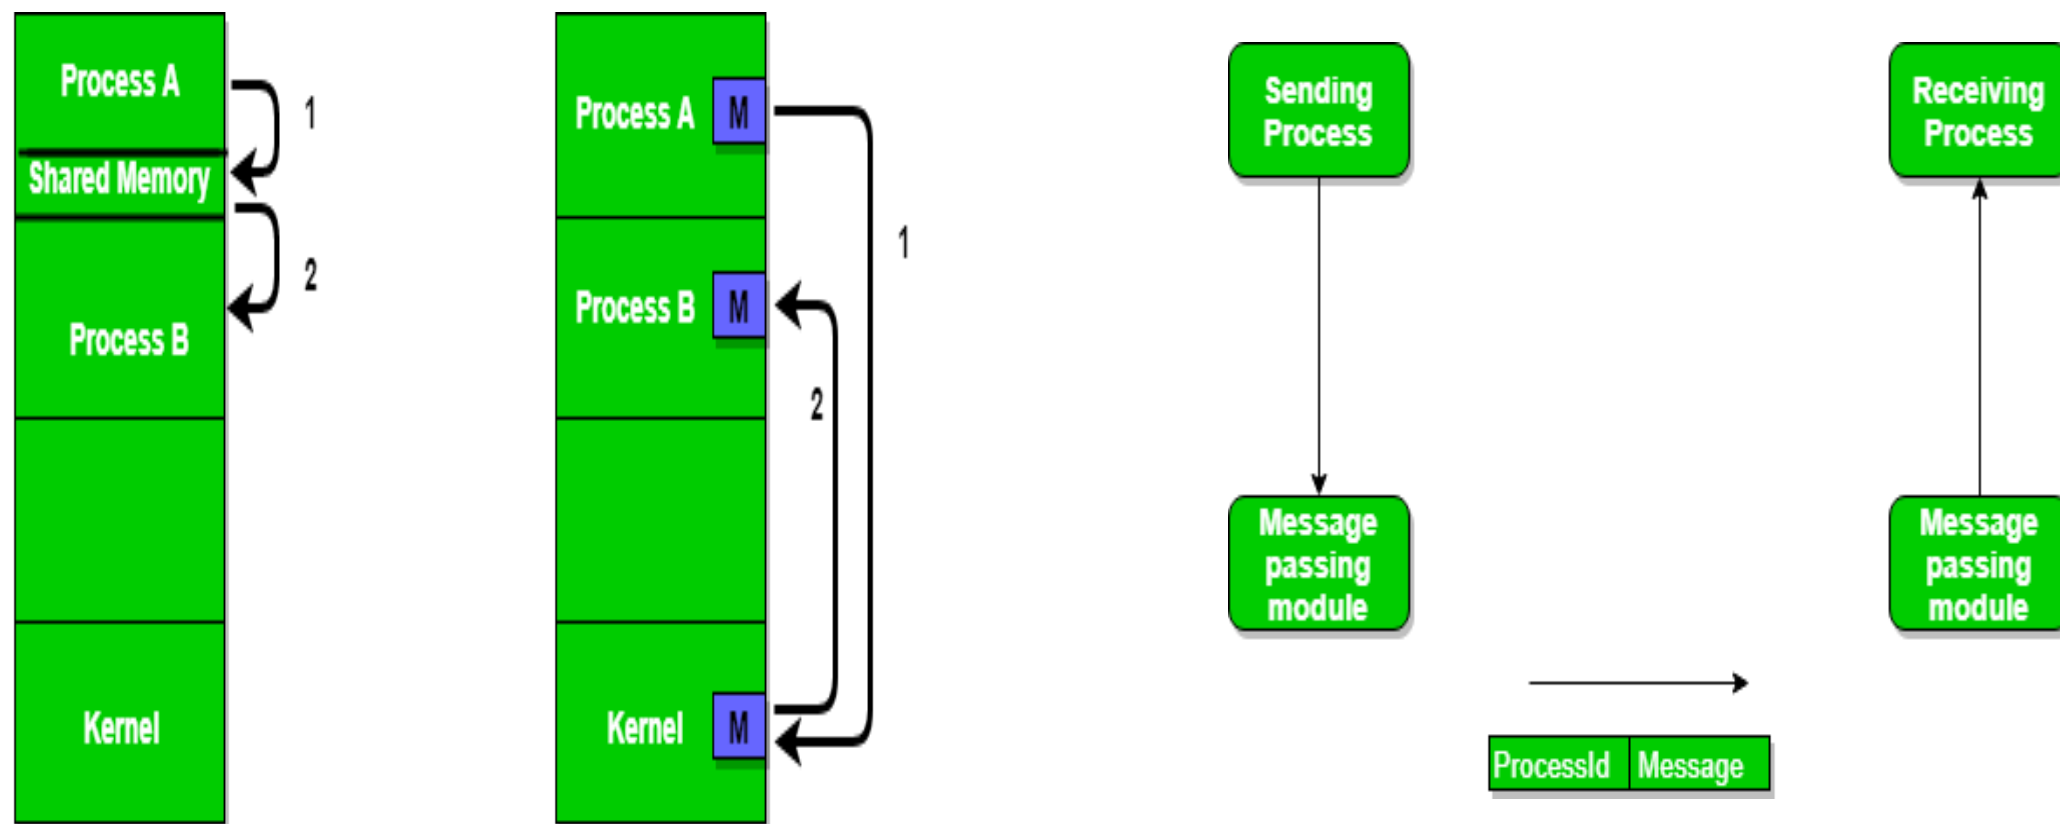 Process A
1
Shared Memory
2
Process B
Kernel
Process A
M
1
Process B
M
2
Kernel
M
Sending
Process
Message
passing
module
Receiving
Process
Message
passing
module
ProcessId
Message